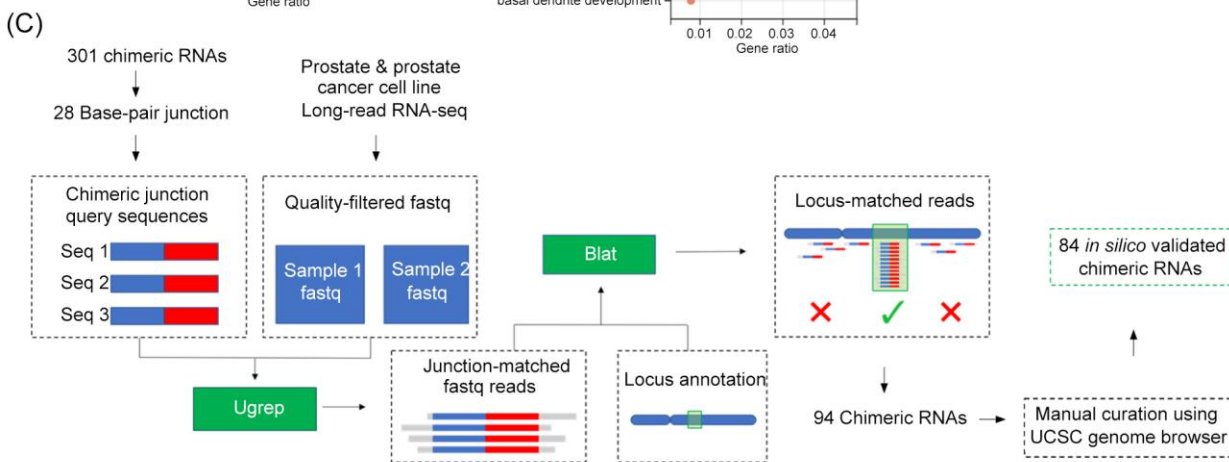 Gene ratio
basal dendrite development
0.01 0.02 0.03 0.04
Gene ratio
(C)
301 chimeric RNAs
28 Base-pair junction
Prostate & prostate
cancer cell line
Long-read RNA-seq
Chimeric junction
query sequences
Seq 1
Seq 2
Seq 3
Quality-filtered fastq
Sample 1
fastq
Sample 2
fastq
Ugrep
Junction-matched
fastq reads
Blat
Locus annotation
Locus-matched reads
94 Chimeric RNAs
Manual curation using
UCSC genome browser
84 in silico validated
chimeric RNAs